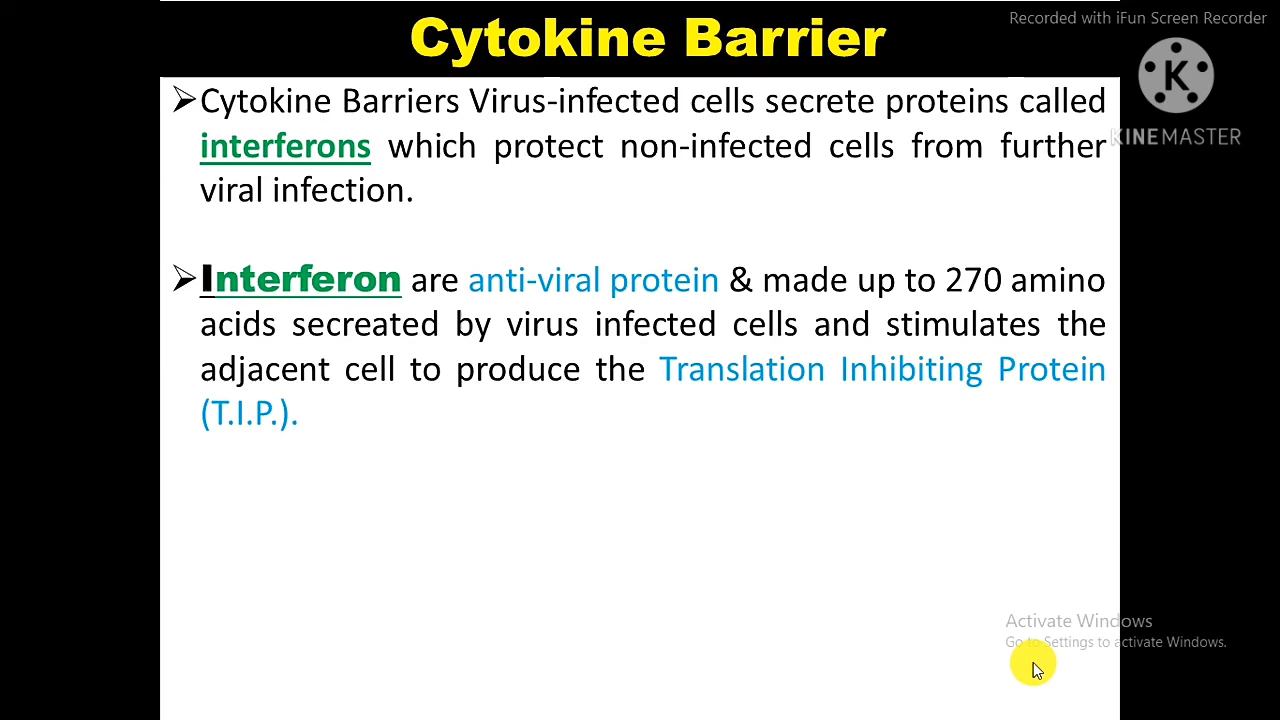 Cytokine Barrier
Recorded with iFun Screen Recorder
K
KINEMASTER
➢Cytokine Barriers Virus-infected cells secrete proteins called
interferons which protect non-infected cells from further
viral infection.
➢Interferon are anti-viral protein & made up to 270 amino
acids secreated by virus infected cells and stimulates the
adjacent cell to produce the Translation Inhibiting Protein
(T.I.P.).
Activate Windows
Go to Settings to activate Windows.